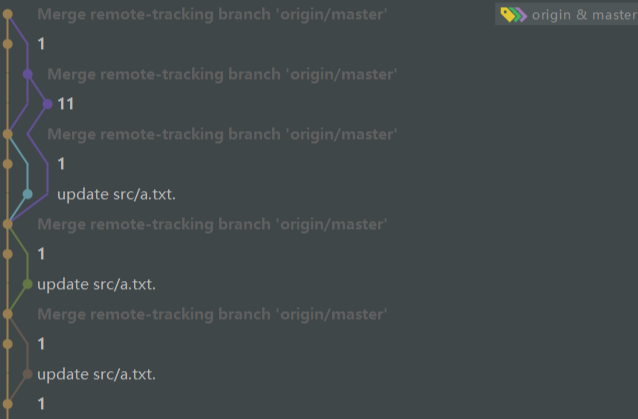 Merge remote-tracking branch 'origin/master' origin & master
1
Merge remote-tracking branch 'origin/master'
11
Merge remote-tracking branch 'origin/master'
1
update src/a.txt.
Merge remote-tracking branch 'origin/master'
1
update src/a.txt.
Merge remote-tracking branch 'origin/master'
1
update src/a.txt.
1